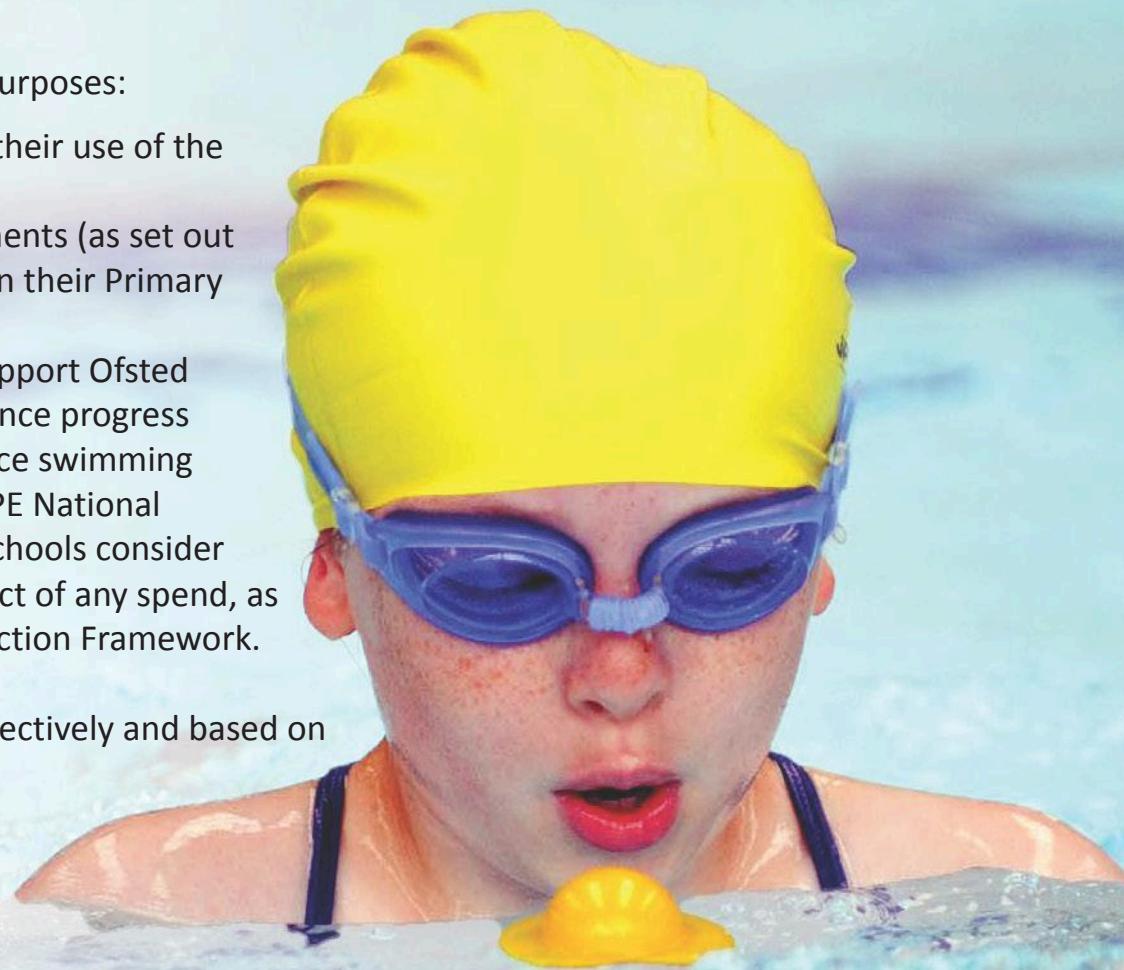 urposes:
their use of the
nents (as set out
n their Primary
pport Ofsted
nce progress
ce swimming
PE National
chools consider
ct of any spend, as
ction Framework.
ectively and based on